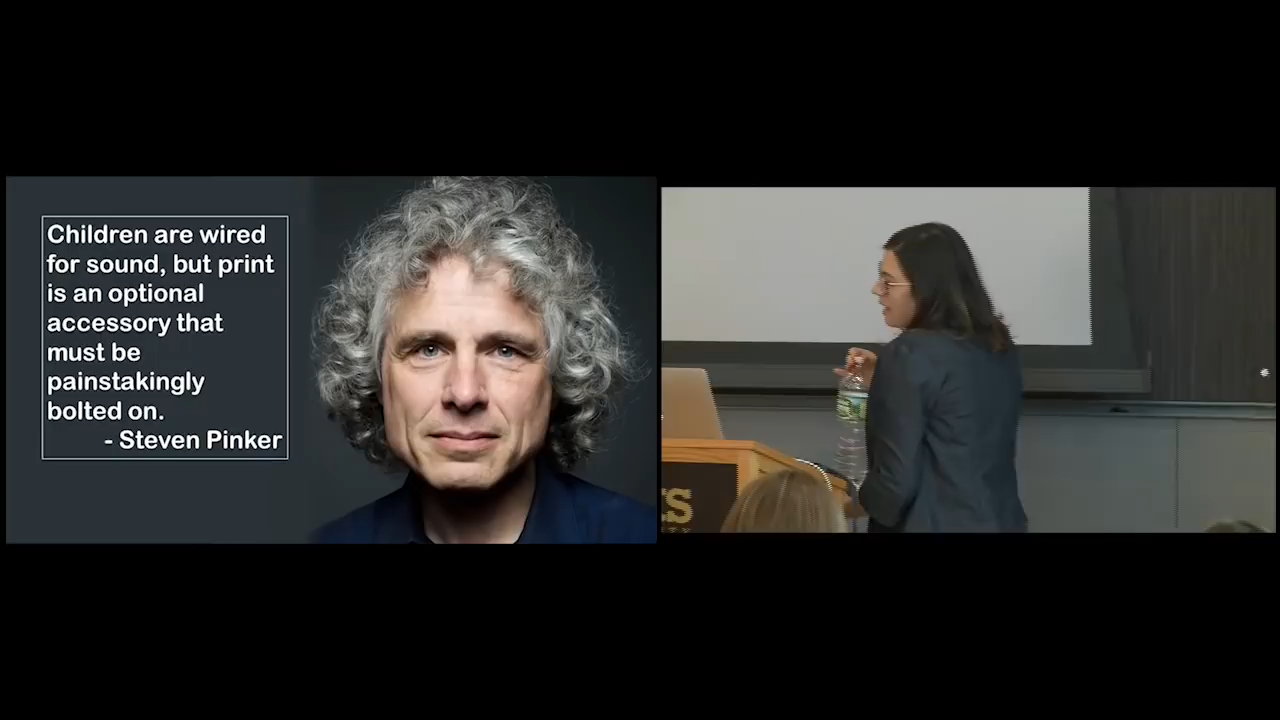 Children are wired
for sound, but print
is an optional
accessory that
must be
painstakingly
bolted on.
- Steven Pinker